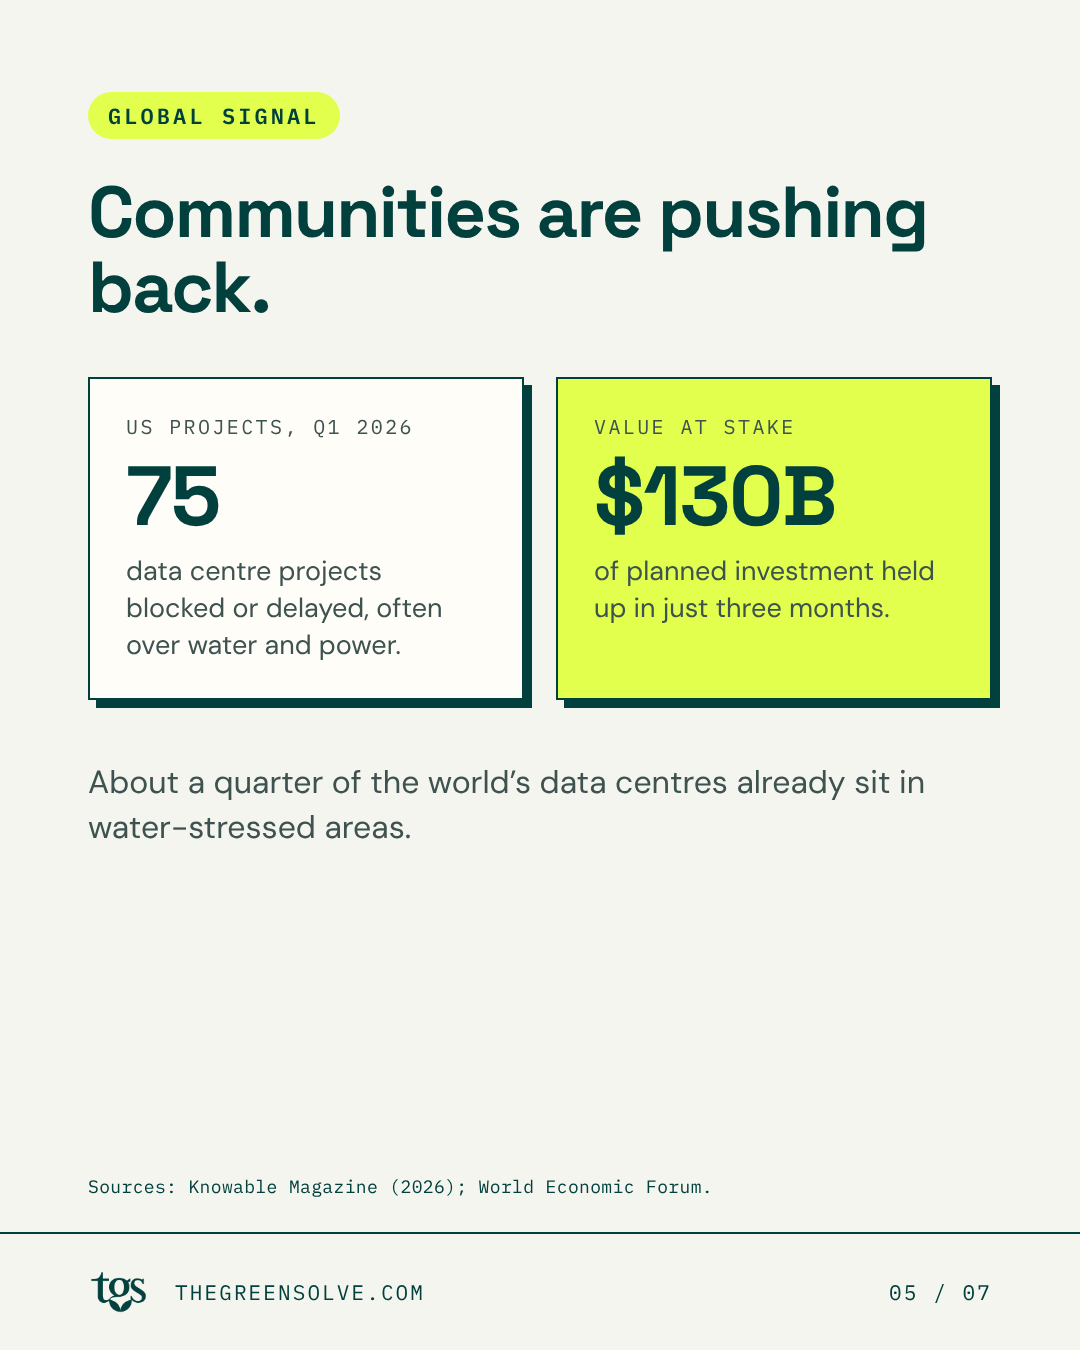 GLOBAL SIGNAL
Communities are pushing
back.
US PROJECTS, Q1 2026
75
data centre projects
blocked or delayed, often
over water and power.
VALUE AT STAKE
$130B
of planned investment held
up in just three months.
About a quarter of the world’s data centres already sit in
water-stressed areas.
Sources: Knowable Magazine (2026); World Economic Forum.
tgs THEGREENSOLVE.COM
05 / 07